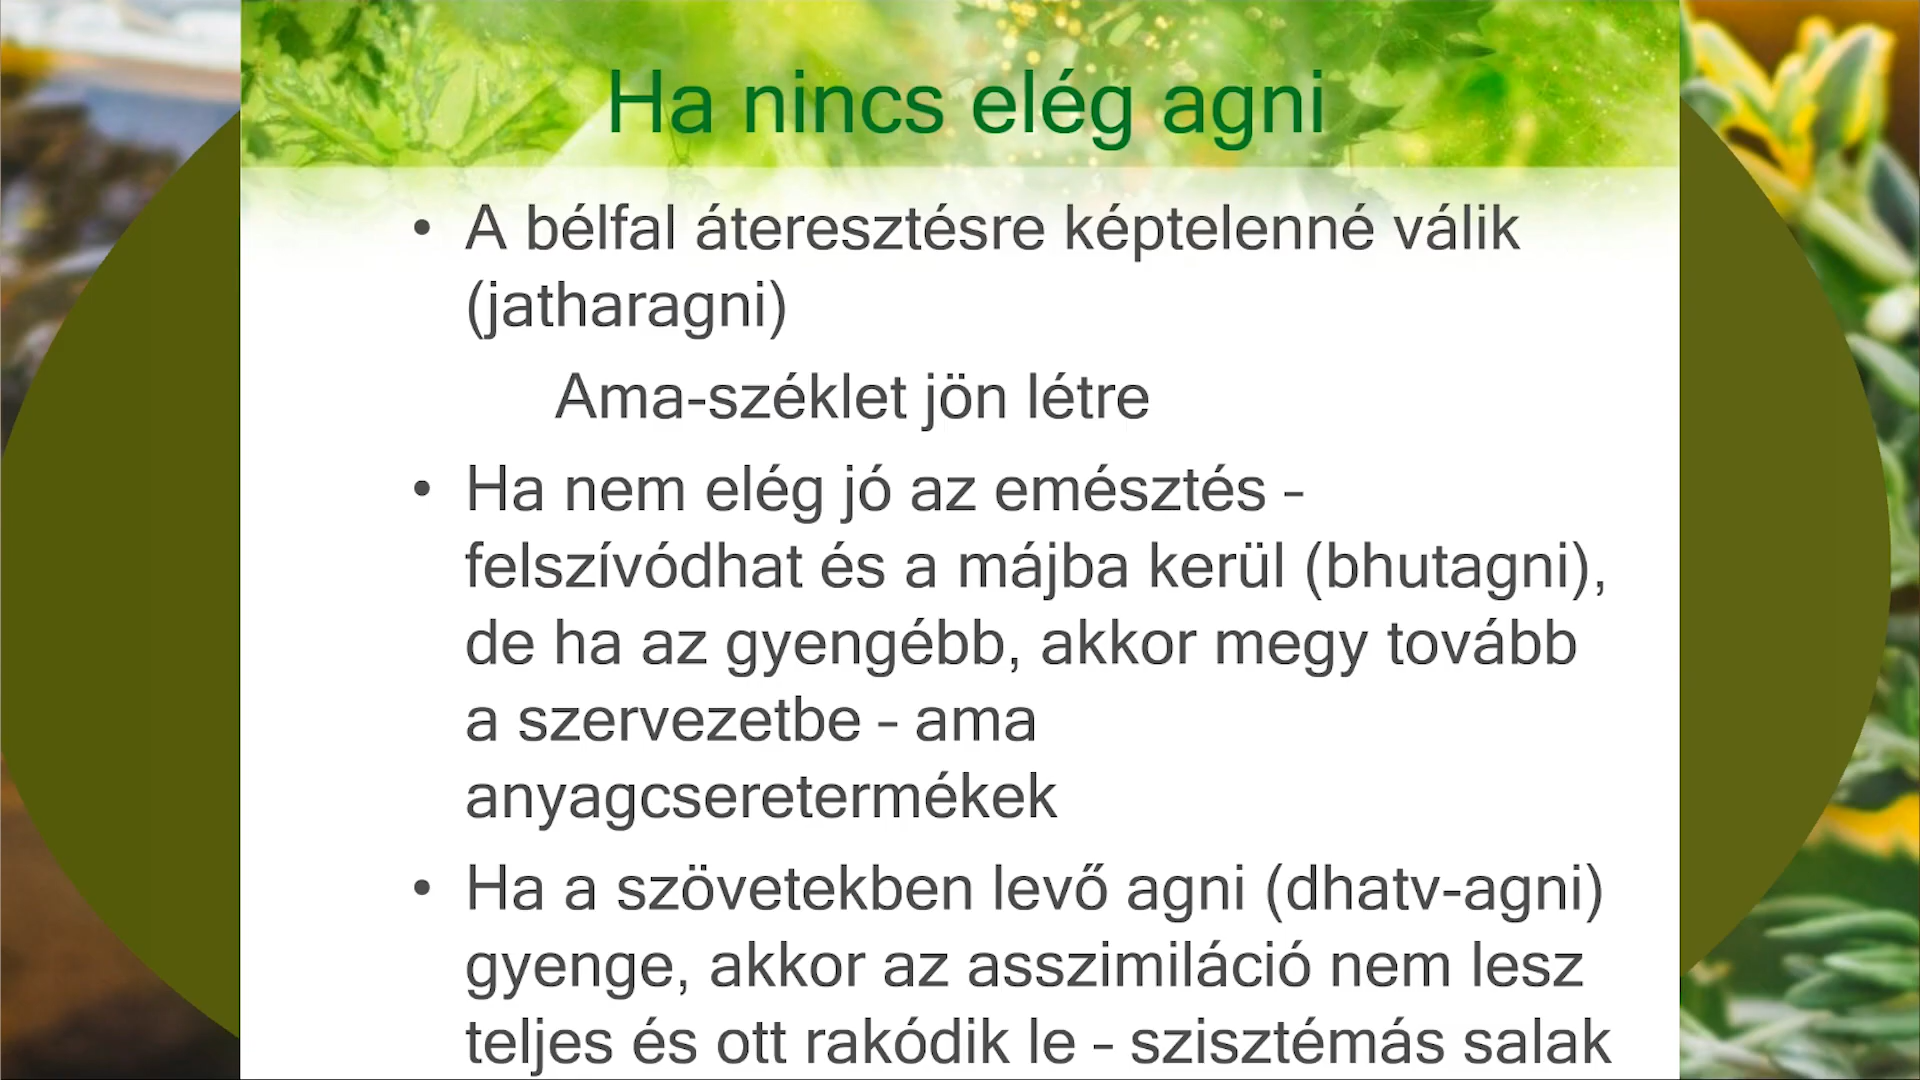 Ha nincs elég agni
• A bélfal áteresztésre képtelenné válik
(jatharagni)
Ama-széklet jön létre
• Ha nem elég jó az emésztés –
felszívódhat és a májba kerül (bhutagni),
de ha az gyengébb, akkor megy tovább
a szervezetbe – ama
anyagcseretermékek
• Ha a szövetekben levő agni (dhatv-agni)
gyenge, akkor az asszimiláció nem lesz
teljes és ott rakódik le – szisztémás salak